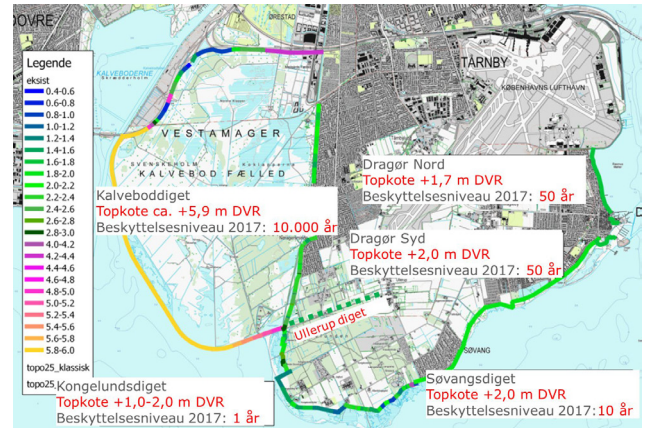 DOVRE
ØRESTAD
Legende
eksist
0.4-0.6
0.6-0.8
0.8-1.0
1.0-1.2
1.2-1.4
1.4-1.6
1.6-1.8
1.8-2.0
2.0-2.2
2.2-2.4
2.4-2.6
2.6-2.8
2.8-3.0
4.0-4.2
4.2-4.4
4.4-4.6
4.6-4.8
4.8-5.0
5.0-5.2
5.2-5.4
5.4-5.6
5.6-5.8
5.8-6.0
topo25_klassisk
topo25_
KALVEBODERNE
TÅRNBY
KØBENHAVNS LUFTHAVN
VESTAMAGER
SVENSKEHOLM
KALVEBOD FÆLLED
Kalveboddiget
Topkote ca. +5,9 m DVR
Beskyttelsesniveau 2017: 10.000 år
Dragør Nord
Topkote +1,7 m DVR
Beskyttelsesniveau 2017: 50 år
Dragør Syd
Topkote +2,0 m DVR
Beskyttelsesniveau 2017: 50 år
D
Ullerup diget
SØVANG
Kongelundsdiget
Topkote +1,0-2,0 m DVR
Beskyttelsesniveau 2017: 1 år
Søvangsdiget
Topkote +2,0 m DVR
Beskyttelsesniveau 2017:10 år